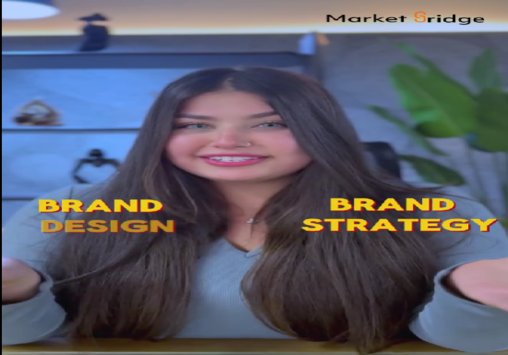 Market Bridge
BRAND
DESIGN
BRAND
STRATEGY